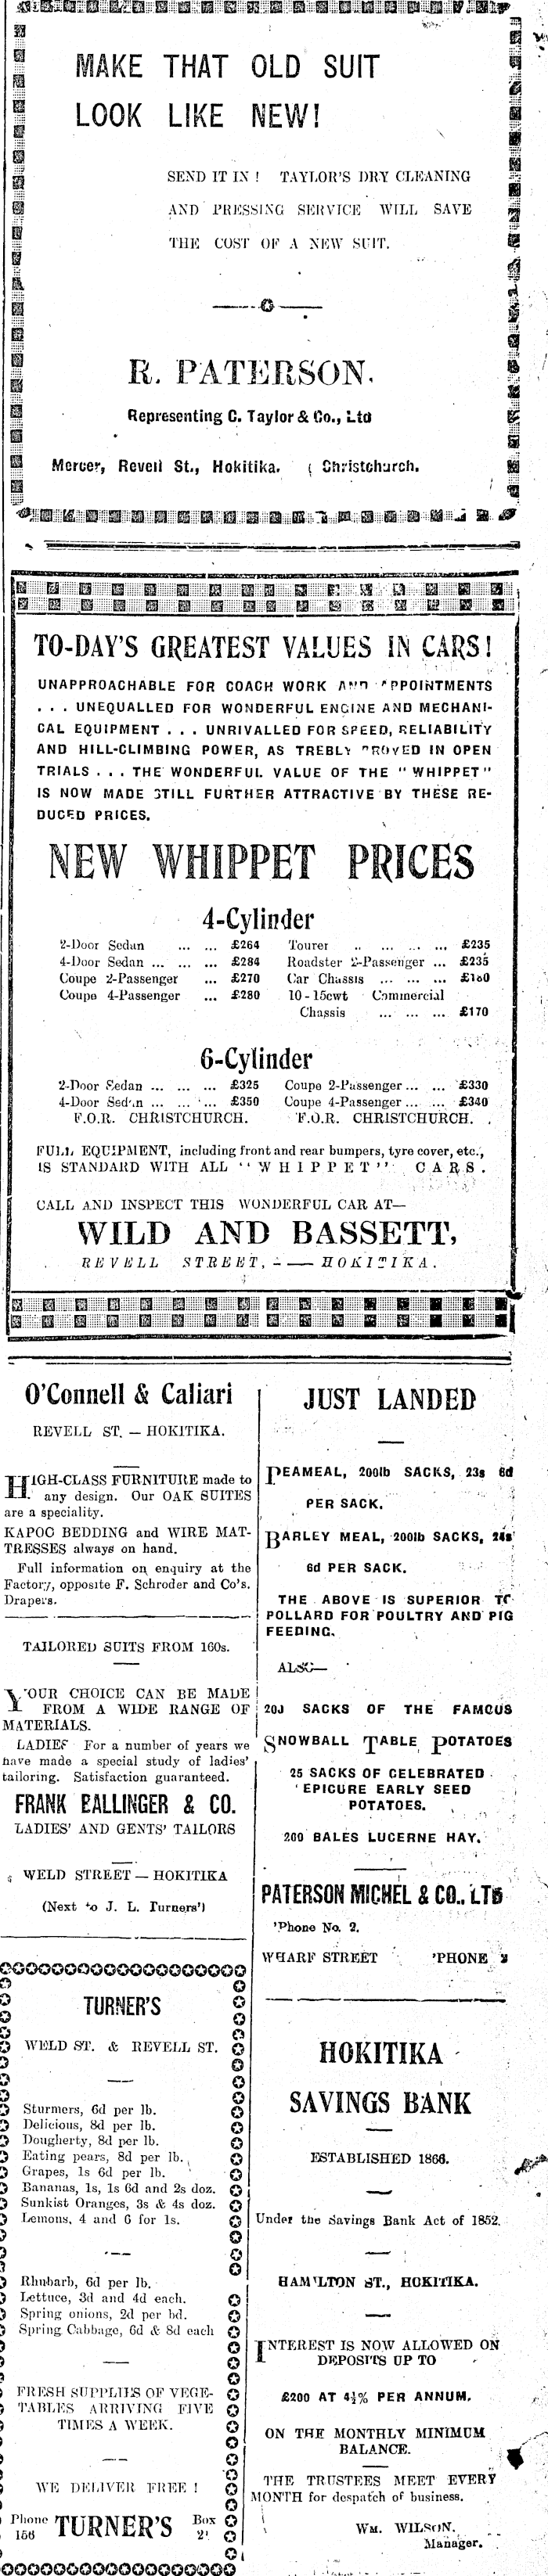 MAKE THAT OLD SUIT
LOOK LIKE NEW!
SEND IT IN ! TAYLOR'S DRY CLEANING
AND PRESSING SERVICE WILL SAVE
THE COST OF A NEW SUIT.
R. PATERSON,
Representing C. Taylor & Co., Ltd
Mercer, Revell St., Hokitika. ( Christchurch.
TO-DAY'S GREATEST VALUES IN CARS!
UNAPPROACHABLE FOR COACH WORK AND APPOINTMENTS
. . . UNEQUALLED FOR WONDERFUL ENGINE AND MECHANI-
CAL EQUIPMENT . . . UNRIVALLED FOR SPEED, RELIABILITY
AND HILL-CLIMBING POWER, AS TREBLY PROVED IN OPEN
TRIALS . . . THE WONDERFUL VALUE OF THE "WHIPPET"
IS NOW MADE STILL FURTHER ATTRACTIVE BY THESE RE-
DUCED PRICES.
NEW WHIPPET PRICES
4-Cylinder
2-Door Sedan ... ... £264
4-Door Sedan ... ... ... £284
Coupe 2-Passenger ... £270
Coupe 4-Passenger ... £280
Tourer .. ... ... ... £235
Roadster 2-Passenger ... £235
Car Chassis ... ... ... £180
10-15cwt Commercial
Chassis ... ... ... £170
6-Cylinder
2-Door Sedan ... ... ... £325
4-Door Sedan ... ... ... £350
F.O.R. CHRISTCHURCH.
Coupe 2-Passenger ... ... £330
Coupe 4-Passenger ... ... £340
F.O.R. CHRISTCHURCH.
FULL EQUIPMENT, including front and rear bumpers, tyre cover, etc.,
IS STANDARD WITH ALL "WHIPPET" CARS.
CALL AND INSPECT THIS WONDERFUL CAR AT—
WILD AND BASSETT,
REVELL STREET, - — HOKITIKA.
O'Connell & Caliari
REVELL ST. — HOKITIKA.
HIGH-CLASS FURNITURE made to
any design. Our OAK SUITES
are a speciality.
KAPOC BEDDING and WIRE MAT-
TRESSES always on hand.
Full information on enquiry at the
Factory, opposite F. Schroder and Co's.
Drapers.
TAILORED SUITS FROM 160s.
YOUR CHOICE CAN BE MADE
FROM A WIDE RANGE OF
MATERIALS.
LADIES For a number of years we
have made a special study of ladies'
tailoring. Satisfaction guaranteed.
FRANK EALLINGER & CO.
LADIES' AND GENTS' TAILORS
WELD STREET — HOKITIKA
(Next to J. L. Turners')
TURNER'S
WELD ST. & REVELL ST.
Sturmers, 6d per lb.
Delicious, 8d per lb.
Dougherty, 8d per lb.
Eating pears, 8d per lb.
Grapes, 1s 6d per lb.
Bananas, 1s, 1s 6d and 2s doz.
Sunkist Oranges, 3s & 4s doz.
Lemons, 4 and 6 for 1s.
Rhubarb, 6d per lb.
Lettuce, 3d and 4d each.
Spring onions, 2d per bd.
Spring Cabbage, 6d & 8d each
FRESH SUPPLIES OF VEGE-
TABLES ARRIVING FIVE
TIMES A WEEK.
WE DELIVER FREE !
Phone 156 TURNER'S Box 2
JUST LANDED
PEAMEAL, 200lb SACKS, 23s 6d
PER SACK.
BARLEY MEAL, 200lb SACKS, 24s
6d PER SACK.
THE ABOVE IS SUPERIOR TO
POLLARD FOR POULTRY AND PIG
FEEDING.
ALSO—
200 SACKS OF THE FAMOUS
SNOWBALL TABLE POTATOES
25 SACKS OF CELEBRATED
EPICURE EARLY SEED
POTATOES.
200 BALES LUCERNE HAY.
PATERSON MICHEL & CO., LTD
'Phone No. 2.
WHARF STREET 'PHONE 2
HOKITIKA
SAVINGS BANK
ESTABLISHED 1866.
Under the Savings Bank Act of 1852.
HAMILTON ST., HOKITIKA.
INTEREST IS NOW ALLOWED ON
DEPOSITS UP TO
£200 AT 4½% PER ANNUM.
ON THE MONTHLY MINIMUM
BALANCE.
THE TRUSTEES MEET EVERY
MONTH for despatch of business.
Wm. WILSON.
Manager.